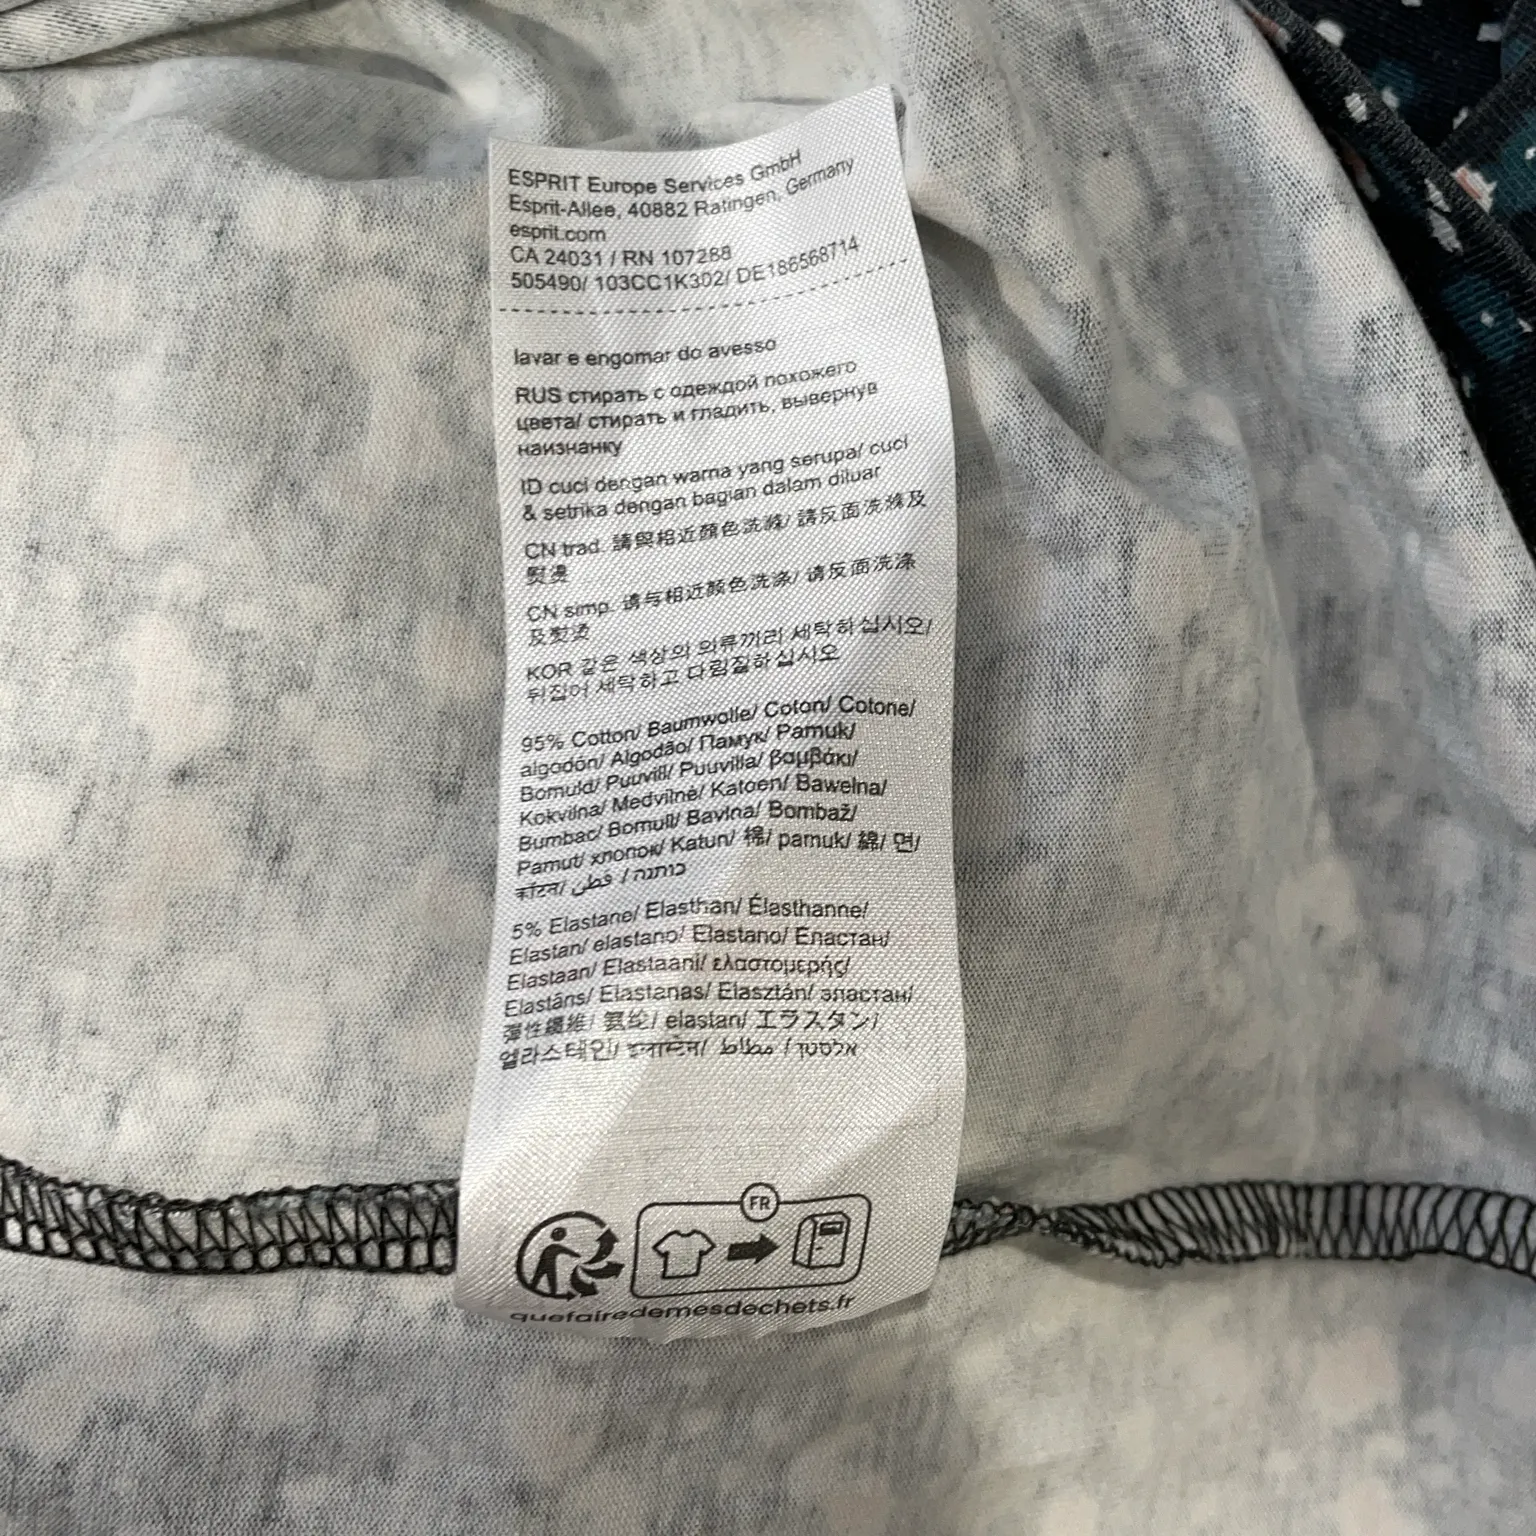 ESPRIT Europe Services GmbH
Esprit-Allee, 40882 Ratingen, Germany
esprit.com
CA 24031 / RN 107288
505490/ 103CC1K302/ DE186568714
lavar e engomar do avesso
RUS стирать с одеждой похожего
цвета/ стирать и гладить, вывернув
наизнанку
ID cuci dengan warna yang serupa/ cuci
& setrika dengan bagian dalam diluar
CN trad. 請與相近顏色洗滌/ 請反面洗滌及
熨燙
CN simp. 请与相近颜色洗涤/ 请反面洗涤
及熨烫
KOR 같은 색상의 의류끼리 세탁하십시오/
뒤집어 세탁하고 다림질하십시오
95% Cotton/ Baumwolle/ Coton/ Cotone/
algodón/ Algodão/ Памук/ Pamuk/
Bomuld/ Puuvill/ Puuvilla/ βαμβάκι/
Kokvilna/ Medvilnė/ Katoen/ Bawełna/
Bumbac/ Bomull/ Bavlna/ Bombaž/
Pamut/ хлопок/ Katun/ 棉/ pamuk/ 綿/ 면/
कॉटन/ قطن / כותנה
5% Elastane/ Elasthan/ Élasthanne/
Elastan/ elastano/ Elastano/ Еластан/
Elastaan/ Elastaani/ ελαστομερής/
Elastāns/ Elastanas/ Elasztán/ эластан/
彈性纖維/ 氨纶/ elastan/ エラスタン/
엘라스테인/ इलास्टेन/ مطاط / אלסטן
FR
quefairedemesdechets.fr